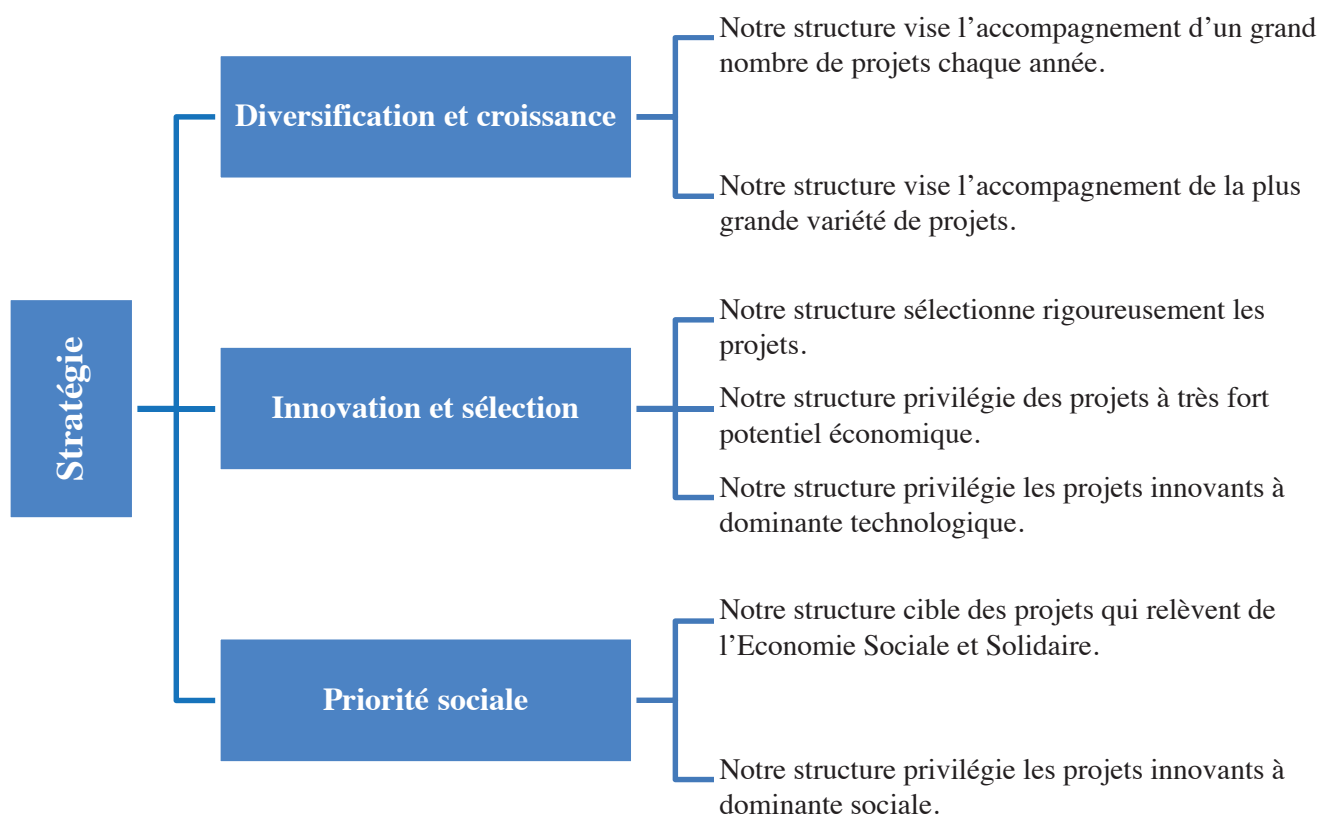 Stratégie
Diversification et croissance
Notre structure vise l’accompagnement d’un grand
nombre de projets chaque année.
Notre structure vise l’accompagnement de la plus
grande variété de projets.
Innovation et sélection
Notre structure sélectionne rigoureusement les
projets.
Notre structure privilégie des projets à très fort
potentiel économique.
Notre structure privilégie les projets innovants à
dominante technologique.
Priorité sociale
Notre structure cible des projets qui relèvent de
l’Economie Sociale et Solidaire.
Notre structure privilégie les projets innovants à
dominante sociale.